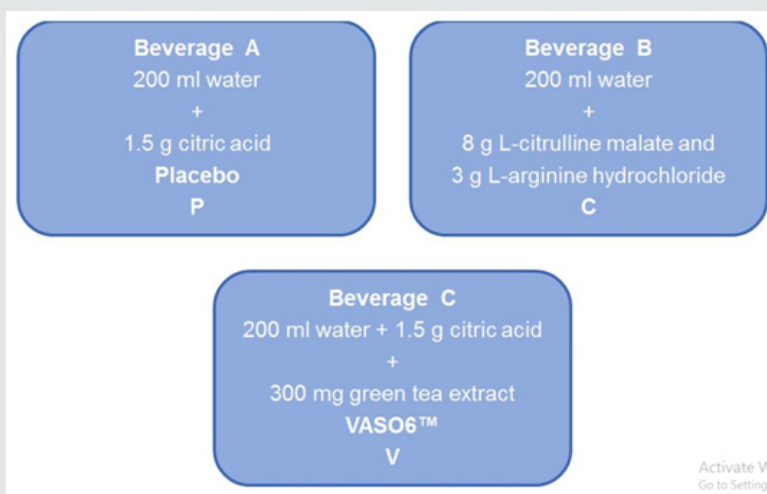 Beverage A
200 ml water
+
1.5 g citric acid
Placebo
P
Beverage B
200 ml water
+
8 g L-citrulline malate and
3 g L-arginine hydrochloride
C
Beverage C
200 ml water + 1.5 g citric acid
+
300 mg green tea extract
VASO6™
V
Activate W
Go to Setting